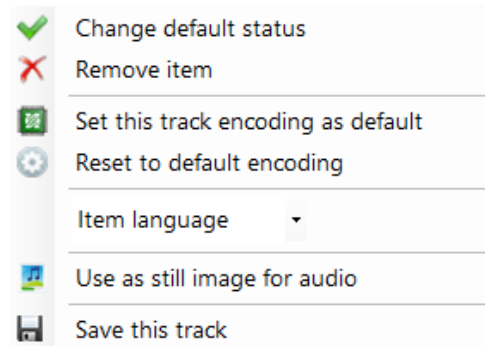 Change default status
Remove item
Set this track encoding as default
Reset to default encoding
Item language
Use as still image for audio
Save this track